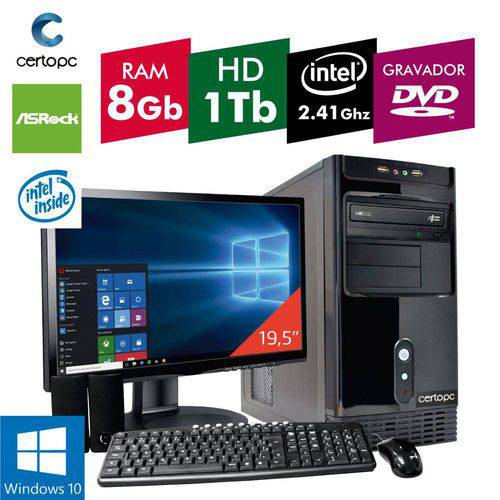 certopc
RAM
8Gb
HD
1Tb
intel
2.41Ghz
GRAVADOR
DVD
ASRock
intel
inside
19,5"
certopc
Windows 10